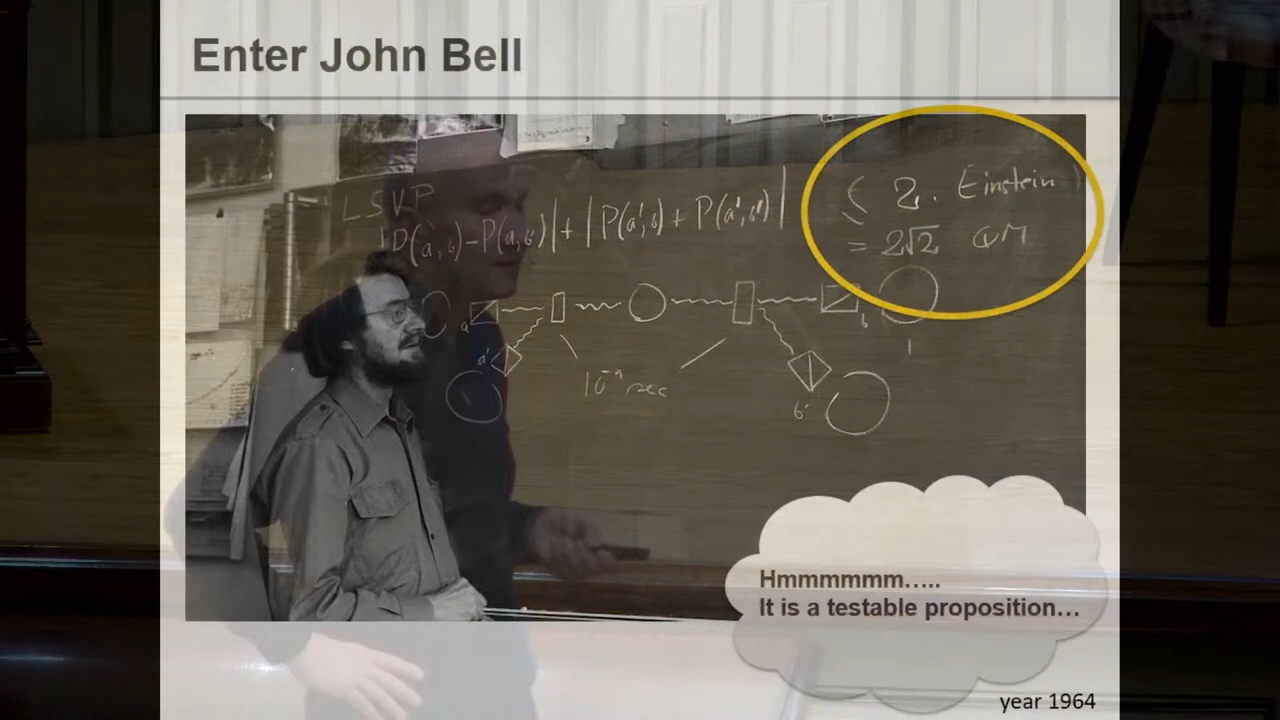 Enter John Bell
LSVP
|P(a,b)-P(a,b')|+|P(a',b)+P(a',b')|
⟨ 2. Einstein
= 2√2 QM
a
b
a'
10⁻⁹ sec
b'
Hmmmmmm…..
It is a testable proposition…
year 1964